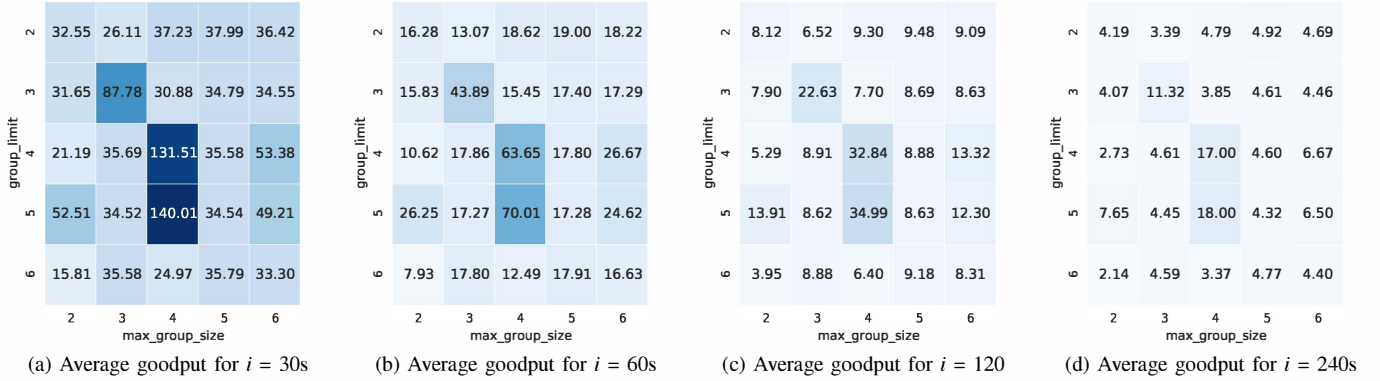 2 32.55 26.11 37.23 37.99 36.42
3 31.65 87.78 30.88 34.79 34.55
group_limit
4 21.19 35.69 131.51 35.58 53.38
5 52.51 34.52 140.01 34.54 49.21
6 15.81 35.58 24.97 35.79 33.30
2 3 4 5 6
max_group_size
(a) Average goodput for i = 30s
2 16.28 13.07 18.62 19.00 18.22
3 15.83 43.89 15.45 17.40 17.29
group_limit
4 10.62 17.86 63.65 17.80 26.67
5 26.25 17.27 70.01 17.28 24.62
6 7.93 17.80 12.49 17.91 16.63
2 3 4 5 6
max_group_size
(b) Average goodput for i = 60s
2 8.12 6.52 9.30 9.48 9.09
3 7.90 22.63 7.70 8.69 8.63
group_limit
4 5.29 8.91 32.84 8.88 13.32
5 13.91 8.62 34.99 8.63 12.30
6 3.95 8.88 6.40 9.18 8.31
2 3 4 5 6
max_group_size
(c) Average goodput for i = 120
2 4.19 3.39 4.79 4.92 4.69
3 4.07 11.32 3.85 4.61 4.46
group_limit
4 2.73 4.61 17.00 4.60 6.67
5 7.65 4.45 18.00 4.32 6.50
6 2.14 4.59 3.37 4.77 4.40
2 3 4 5 6
max_group_size
(d) Average goodput for i = 240s